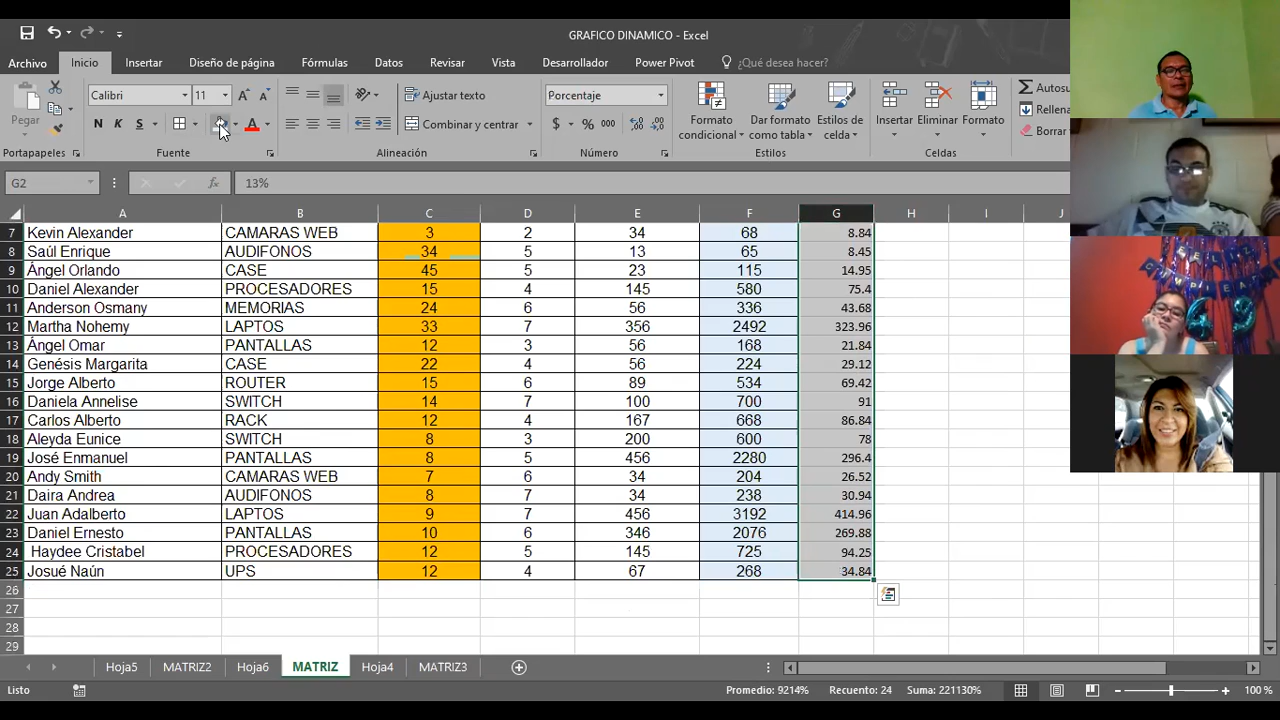 GRAFICO DINAMICO - Excel
Archivo Inicio Insertar Diseño de página Fórmulas Datos Revisar Vista Desarrollador Power Pivot ¿Qué desea hacer?
Pegar
Calibri 11 A A
N K S A
Ajustar texto
Combinar y centrar
Porcentaje
$ % 000
Formato condicional
Dar formato como tabla
Estilos de celda
Insertar
Eliminar
Formato
Autosu
Rellena
Borrar
Portapapeles Fuente Alineación Número Estilos Celdas
G2 fx 13%
A B C D E F G H I J
7 Kevin Alexander CAMARAS WEB 3 2 34 68 8.84
8 Saúl Enrique AUDIFONOS 34 5 13 65 8.45
9 Ángel Orlando CASE 45 5 23 115 14.95
10 Daniel Alexander PROCESADORES 15 4 145 580 75.4
11 Anderson Osmany MEMORIAS 24 6 56 336 43.68
12 Martha Nohemy LAPTOS 33 7 356 2492 323.96
13 Ángel Omar PANTALLAS 12 3 56 168 21.84
14 Genésis Margarita CASE 22 4 56 224 29.12
15 Jorge Alberto ROUTER 15 6 89 534 69.42
16 Daniela Annelise SWITCH 14 7 100 700 91
17 Carlos Alberto RACK 12 4 167 668 86.84
18 Aleyda Eunice SWITCH 8 3 200 600 78
19 José Enmanuel PANTALLAS 8 5 456 2280 296.4
20 Andy Smith CAMARAS WEB 7 6 34 204 26.52
21 Daira Andrea AUDIFONOS 8 7 34 238 30.94
22 Juan Adalberto LAPTOS 9 7 456 3192 414.96
23 Daniel Ernesto PANTALLAS 10 6 346 2076 269.88
24 Haydee Cristabel PROCESADORES 12 5 145 725 94.25
25 Josué Naún UPS 12 4 67 268 34.84
26
27
28
29
Hoja5 MATRIZ2 Hoja6 MATRIZ Hoja4 MATRIZ3
Listo Promedio: 9214% Recuento: 24 Suma: 221130% 100 %